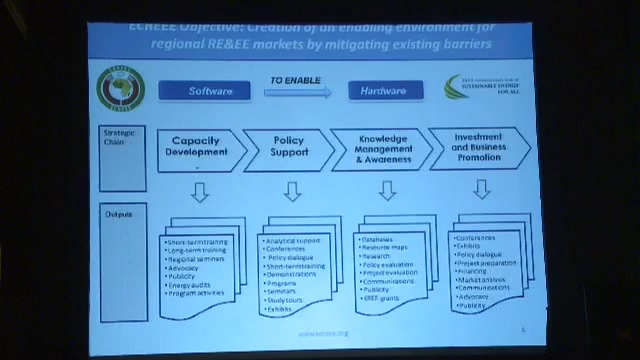 ECREEE Objective: Creation of an enabling environment for
regional RE&EE markets by mitigating existing barriers
Software
TO ENABLE
Hardware
SUSTAINABLE ENERGY
FOR ALL
Strategic
Chain:
Capacity
Development
Policy
Support
Knowledge
Management
& Awareness
Investment
and Business
Promotion
Outputs
•Short-term training
•Long-term training
•Regional seminars
•Advocacy
•Publicity
•Energy audits
•Program activities
•Analytical support
•Conferences
•Policy dialogue
•Short-term training
•Demonstrations
•Programs
•Seminars
•Study tours
•Exhibits
•Databases
•Resource maps
•Research
•Policy evaluation
•Project evaluation
•Communications
•Publicity
•EREF grants
•Conferences
•Exhibits
•Policy dialogue
•Project preparation
•Financing
•Market analysis
•Communications
•Advocacy
•Publicity
www.ecreee.org